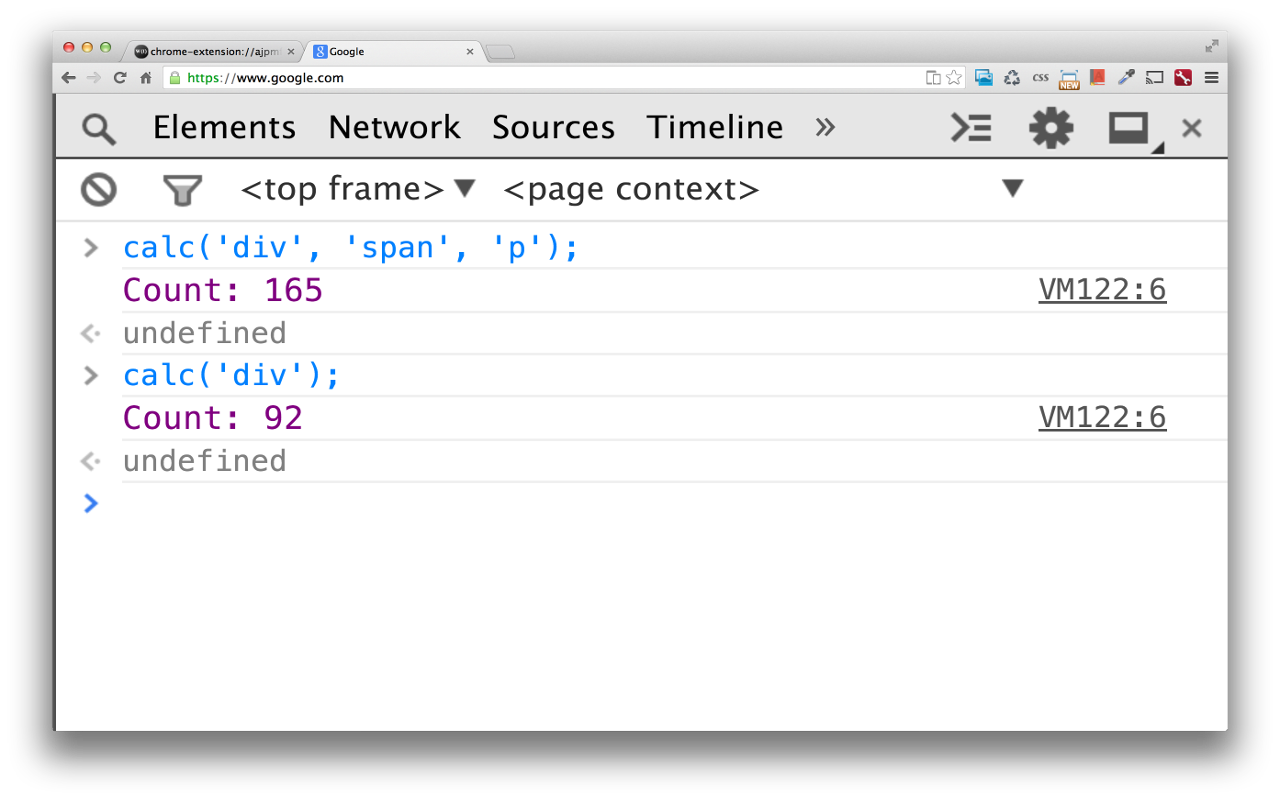 chrome-extension://ajpm
Google
https://www.google.com
CSS
NEW
Elements Network Sources Timeline »
<top frame> ▼ <page context> ▼
> calc('div', 'span', 'p');
Count: 165 VM122:6
undefined
> calc('div');
Count: 92 VM122:6
undefined
>